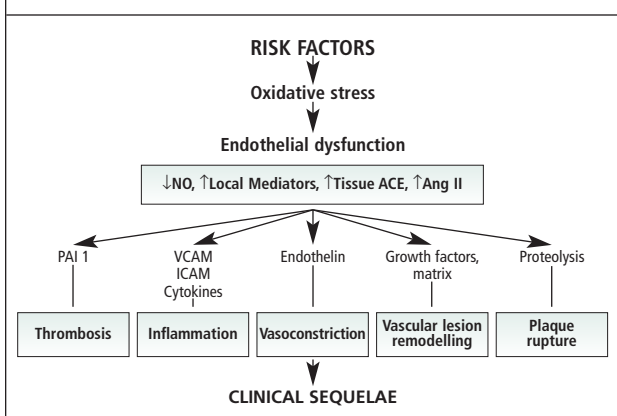 RISK FACTORS
Oxidative stress
Endothelial dysfunction
↓NO, ↑Local Mediators, ↑Tissue ACE, ↑Ang II
PAI 1
VCAM
ICAM
Cytokines
Endothelin
Growth factors,
matrix
Proteolysis
Thrombosis
Inflammation
Vasoconstriction
Vascular lesion
remodelling
Plaque
rupture
CLINICAL SEQUELAE